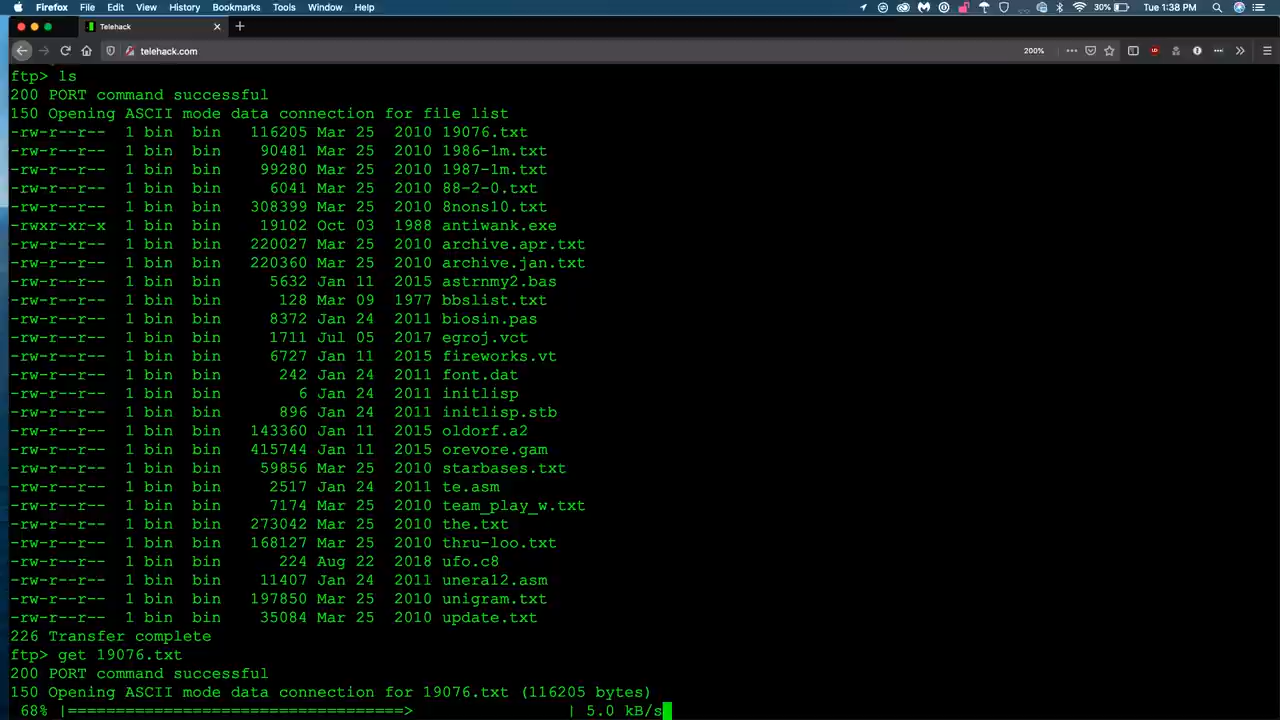 Firefox File Edit View History Bookmarks Tools Window Help 30% Tue 1:38 PM
Telehack
telehack.com 200%
ftp> ls
200 PORT command successful
150 Opening ASCII mode data connection for file list
-rw-r--r-- 1 bin bin 116205 Mar 25 2010 19076.txt
-rw-r--r-- 1 bin bin 90481 Mar 25 2010 1986-1m.txt
-rw-r--r-- 1 bin bin 99280 Mar 25 2010 1987-1m.txt
-rw-r--r-- 1 bin bin 6041 Mar 25 2010 88-2-0.txt
-rw-r--r-- 1 bin bin 308399 Mar 25 2010 8nons10.txt
-rwxr-xr-x 1 bin bin 19102 Oct 03 1988 antiwank.exe
-rw-r--r-- 1 bin bin 220027 Mar 25 2010 archive.apr.txt
-rw-r--r-- 1 bin bin 220360 Mar 25 2010 archive.jan.txt
-rw-r--r-- 1 bin bin 5632 Jan 11 2015 astrnmy2.bas
-rw-r--r-- 1 bin bin 128 Mar 09 1977 bbslist.txt
-rw-r--r-- 1 bin bin 8372 Jan 24 2011 biosin.pas
-rw-r--r-- 1 bin bin 1711 Jul 05 2017 egroj.vct
-rw-r--r-- 1 bin bin 6727 Jan 11 2015 fireworks.vt
-rw-r--r-- 1 bin bin 242 Jan 24 2011 font.dat
-rw-r--r-- 1 bin bin 6 Jan 24 2011 initlisp
-rw-r--r-- 1 bin bin 896 Jan 24 2011 initlisp.stb
-rw-r--r-- 1 bin bin 143360 Jan 11 2015 oldorf.a2
-rw-r--r-- 1 bin bin 415744 Jan 11 2015 orevore.gam
-rw-r--r-- 1 bin bin 59856 Mar 25 2010 starbases.txt
-rw-r--r-- 1 bin bin 2517 Jan 24 2011 te.asm
-rw-r--r-- 1 bin bin 7174 Mar 25 2010 team_play_w.txt
-rw-r--r-- 1 bin bin 273042 Mar 25 2010 the.txt
-rw-r--r-- 1 bin bin 168127 Mar 25 2010 thru-loo.txt
-rw-r--r-- 1 bin bin 224 Aug 22 2018 ufo.c8
-rw-r--r-- 1 bin bin 11407 Jan 24 2011 unera12.asm
-rw-r--r-- 1 bin bin 197850 Mar 25 2010 unigram.txt
-rw-r--r-- 1 bin bin 35084 Mar 25 2010 update.txt
226 Transfer complete
ftp> get 19076.txt
200 PORT command successful
150 Opening ASCII mode data connection for 19076.txt (116205 bytes)
68% |===================================> | 5.0 kB/s